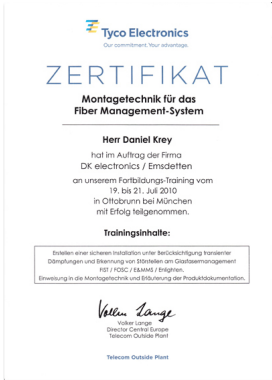 Tyco Electronics
Our commitment. Your advantage.
ZERTIFIKAT
Montagetechnik für das
Fiber Management-System
Herr Daniel Krey
hat im Auftrag der Firma
DK electronics / Emsdetten
an unserem Fortbildungs-Training vom
19. bis 21. Juli 2010
in Ottobrunn bei München
mit Erfolg teilgenommen.
Trainingsinhalte:
Erstellen einer sicheren Installation unter Berücksichtigung transienter
Dämpfungen und Erkennung von Störstellen am Glasfasermanagement
FIST / FOSC / E&MMS / Enlighten.
Einweisung in die Montagetechnik und Erläuterung der Produktdokumentation.
Volker Lange
Volker Lange
Director Central Europe
Telecom Outside Plant
Telecom Outside Plant